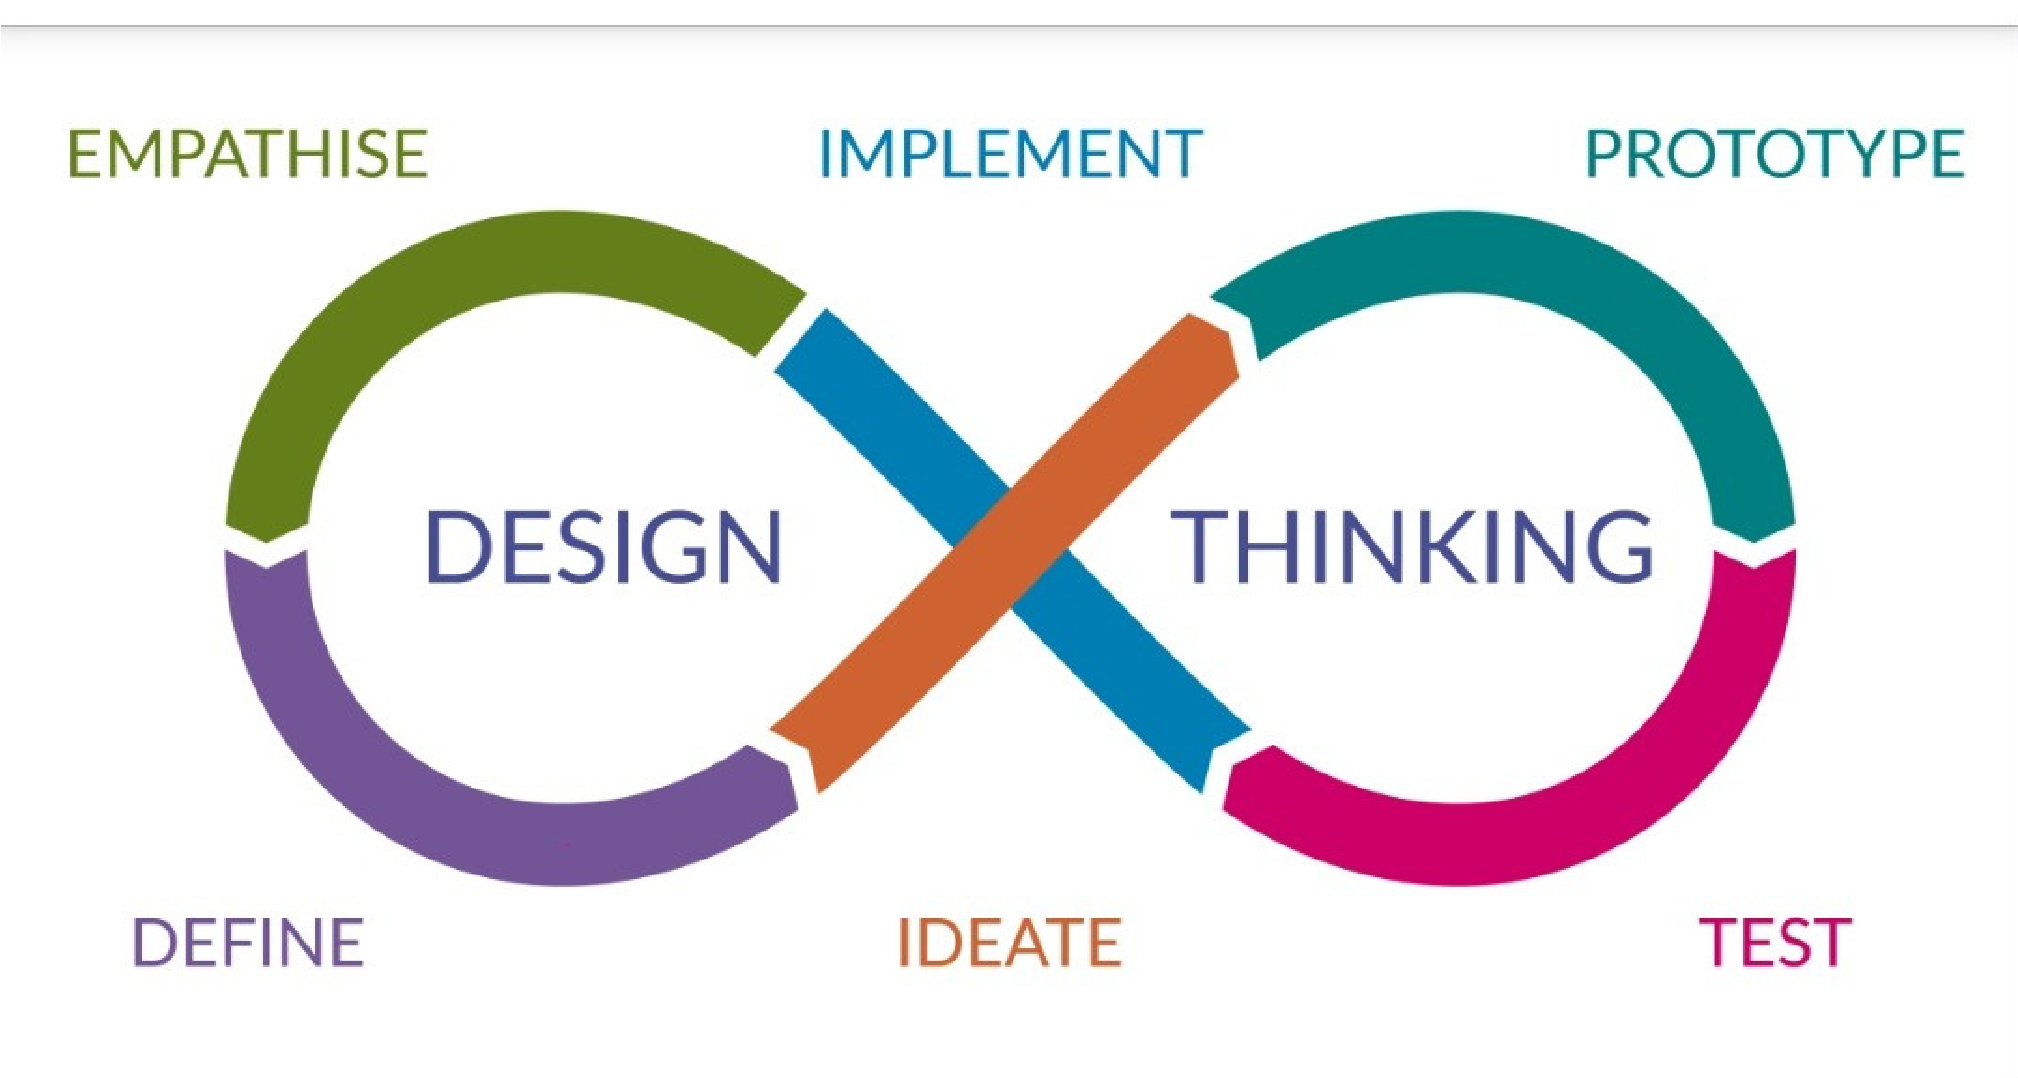 EMPATHISE
IMPLEMENT
PROTOTYPE
DESIGN
THINKING
DEFINE
IDEATE
TEST